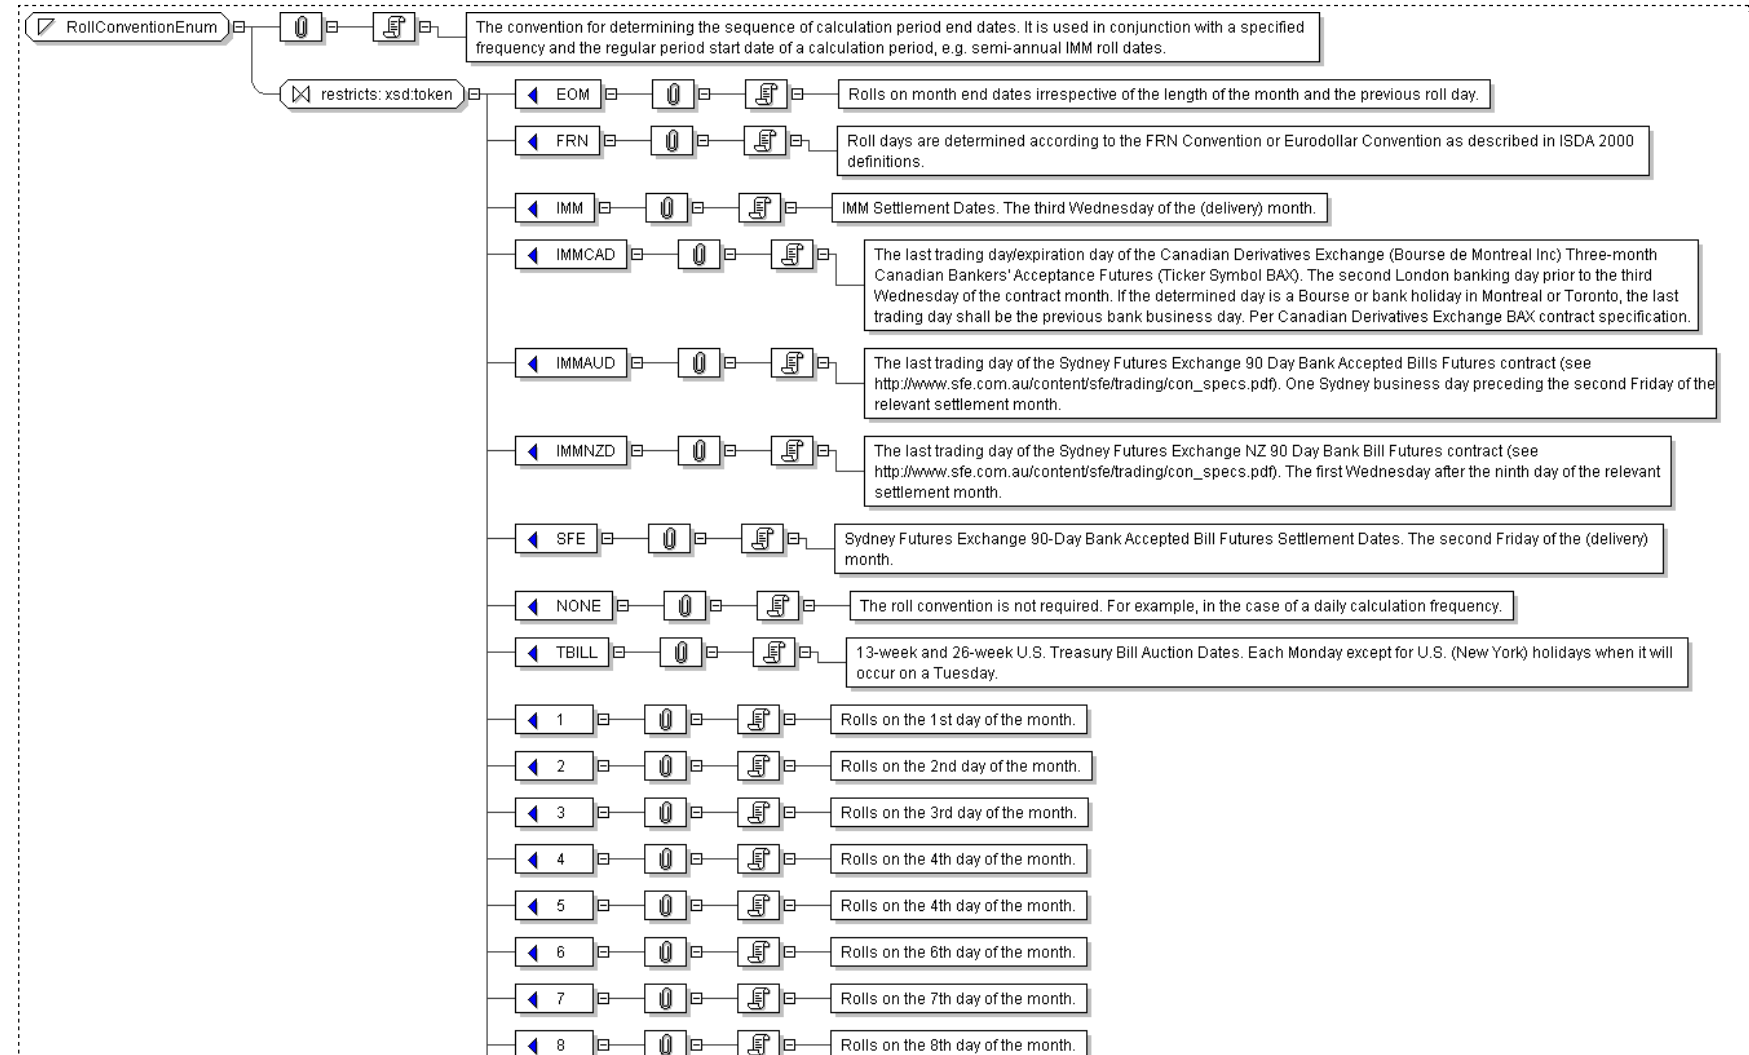 RollConventionEnum
The convention for determining the sequence of calculation period end dates. It is used in conjunction with a specified
frequency and the regular period start date of a calculation period, e.g. semi-annual IMM roll dates.
restricts: xsd:token
EOM
Rolls on month end dates irrespective of the length of the month and the previous roll day.
FRN
Roll days are determined according to the FRN Convention or Eurodollar Convention as described in ISDA 2000
definitions.
IMM
IMM Settlement Dates. The third Wednesday of the (delivery) month.
IMMCAD
The last trading day/expiration day of the Canadian Derivatives Exchange (Bourse de Montreal Inc) Three-month
Canadian Bankers' Acceptance Futures (Ticker Symbol BAX). The second London banking day prior to the third
Wednesday of the contract month. If the determined day is a Bourse or bank holiday in Montreal or Toronto, the last
trading day shall be the previous bank business day. Per Canadian Derivatives Exchange BAX contract specification.
IMMAUD
The last trading day of the Sydney Futures Exchange 90 Day Bank Accepted Bills Futures contract (see
http://www.sfe.com.au/content/sfe/trading/con_specs.pdf). One Sydney business day preceding the second Friday of the
relevant settlement month.
IMMNZD
The last trading day of the Sydney Futures Exchange NZ 90 Day Bank Bill Futures contract (see
http://www.sfe.com.au/content/sfe/trading/con_specs.pdf). The first Wednesday after the ninth day of the relevant
settlement month.
SFE
Sydney Futures Exchange 90-Day Bank Accepted Bill Futures Settlement Dates. The second Friday of the (delivery)
month.
NONE
The roll convention is not required. For example, in the case of a daily calculation frequency.
TBILL
13-week and 26-week U.S. Treasury Bill Auction Dates. Each Monday except for U.S. (New York) holidays when it will
occur on a Tuesday.
1
Rolls on the 1st day of the month.
2
Rolls on the 2nd day of the month.
3
Rolls on the 3rd day of the month.
4
Rolls on the 4th day of the month.
5
Rolls on the 4th day of the month.
6
Rolls on the 6th day of the month.
7
Rolls on the 7th day of the month.
8
Rolls on the 8th day of the month.